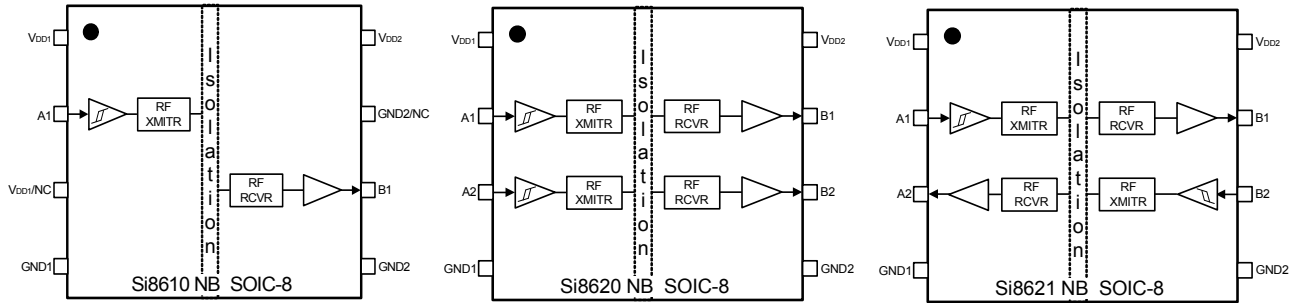 VDD1
VDD2
A1
RF XMITR
GND2/NC
VDD1/NC
RF RCVR
B1
GND1
GND2
Isolation
Si8610 NB SOIC-8
VDD1
VDD2
A1
RF XMITR
RF RCVR
B1
A2
RF XMITR
RF RCVR
B2
GND1
GND2
Isolation
Si8620 NB SOIC-8
VDD1
VDD2
A1
RF XMITR
RF RCVR
B1
A2
RF RCVR
RF XMITR
B2
GND1
GND2
Isolation
Si8621 NB SOIC-8